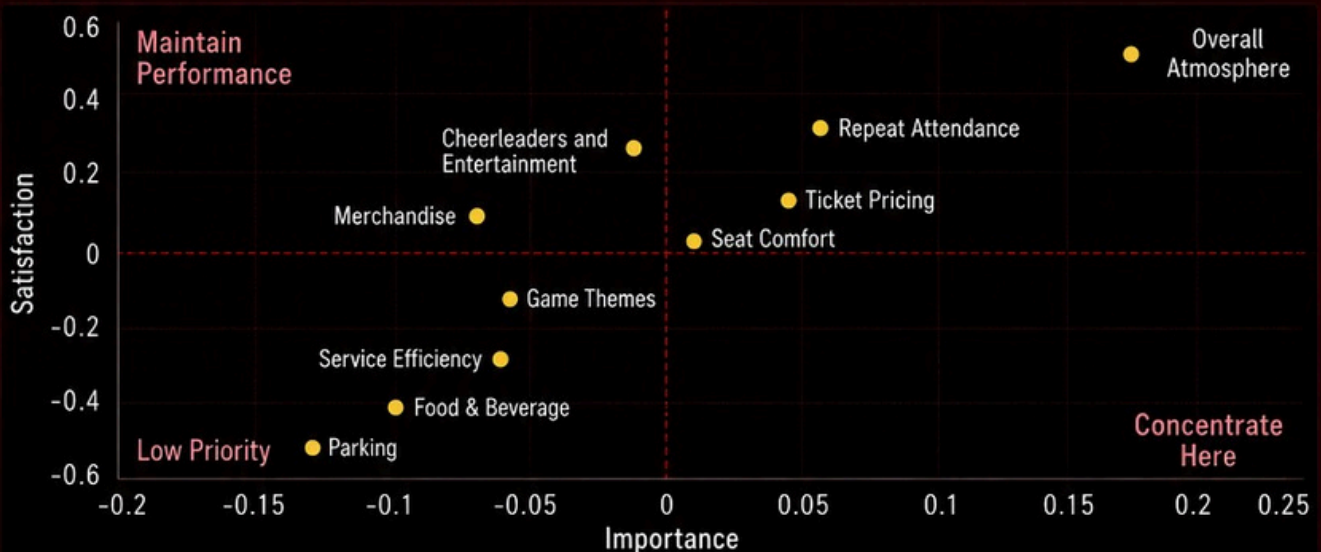 0.6
Maintain
Performance
Overall
Atmosphere
0.4
Cheerleaders and
Entertainment
Repeat Attendance
0.2
Merchandise
Ticket Pricing
Seat Comfort
0
Satisfaction
Game Themes
-0.2
Service Efficiency
-0.4
Food & Beverage
Concentrate
Here
Low Priority
Parking
-0.6
-0.2 -0.15 -0.1 -0.05 0 0.05 0.1 0.15 0.2 0.25
Importance